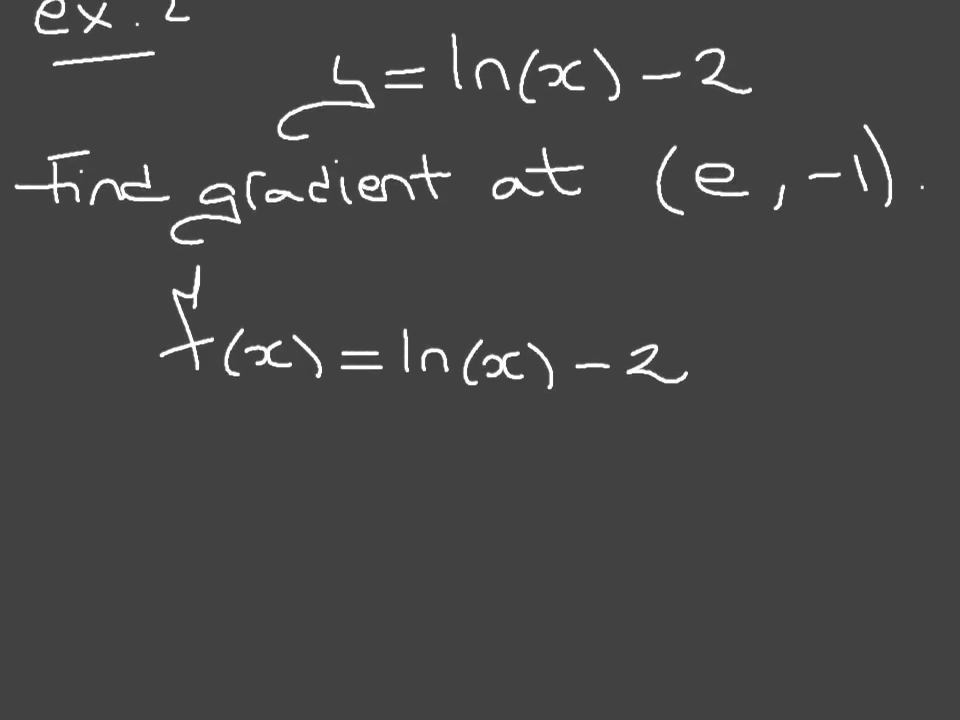 ex. 2
y = ln(x) - 2
Find gradient at (e, -1).
f(x) = ln(x) - 2